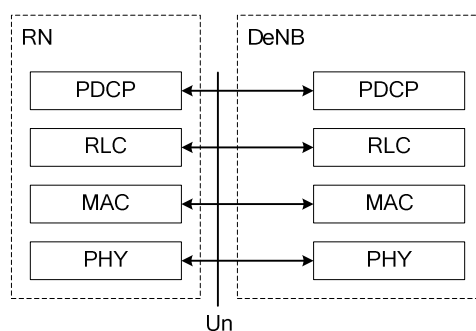 RN DeNB
PDCP PDCP
RLC RLC
MAC MAC
PHY PHY
Un